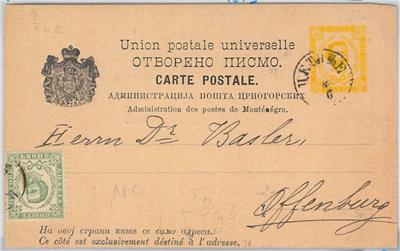 Union postale universelle
ОТВОРЕНО ПИСМО.
CARTE POSTALE.
АДМИНИСТРАЦИЈА ПОШТА ЦРНОГОРСКИХ
Administration des postes de Monténégro.
ЦЕТИЊЕ
Herrn Dr. Basler,
Offenburg
На овој страни пише се само адреса.
Ce côté est exclusivement destiné à l'adresse.